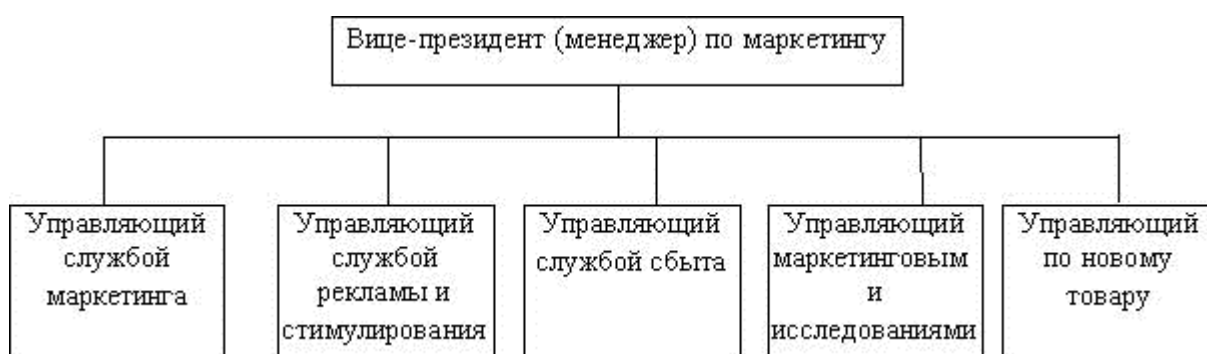 Вице-президент (менеджер) по маркетингу
Управляющий
службой
маркетинга
Управляющий
службой
рекламы и
стимулирования
Управляющий
службой сбыта
Управляющий
маркетинговым
и
исследованиями
Управляющий
по новому
товару